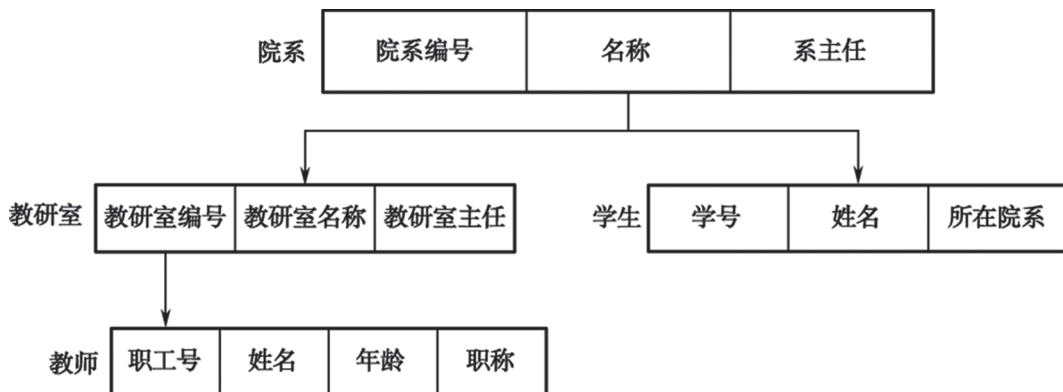 院系 院系编号 名称 系主任
教研室 教研室编号 教研室名称 教研室主任
学生 学号 姓名 所在院系
教师 职工号 姓名 年龄 职称